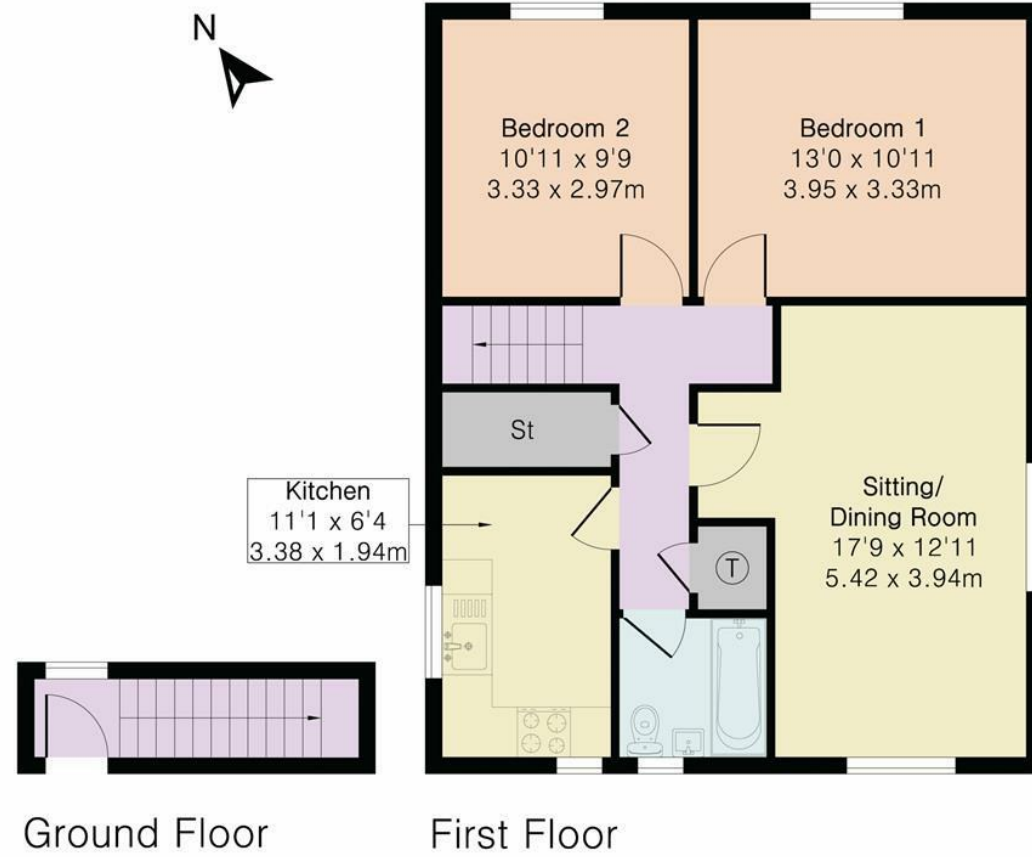 N
Bedroom 2
10'11 x 9'9
3.33 x 2.97m
Bedroom 1
13'0 x 10'11
3.95 x 3.33m
St
Kitchen
11'1 x 6'4
3.38 x 1.94m
Sitting/
Dining Room
17'9 x 12'11
5.42 x 3.94m
T
Ground Floor
First Floor